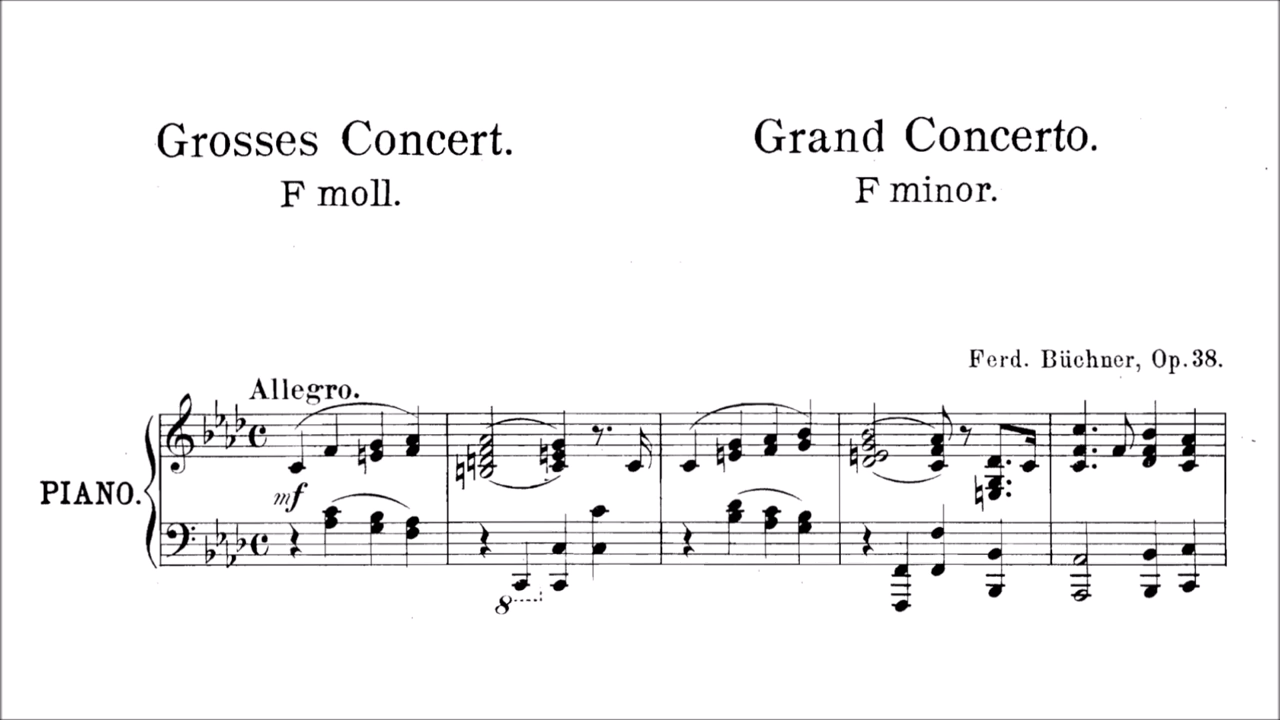 Grosses Concert.
F moll.
Grand Concerto.
F minor.
Ferd. Büchner, Op. 38.
Allegro.
PIANO.
mf
8